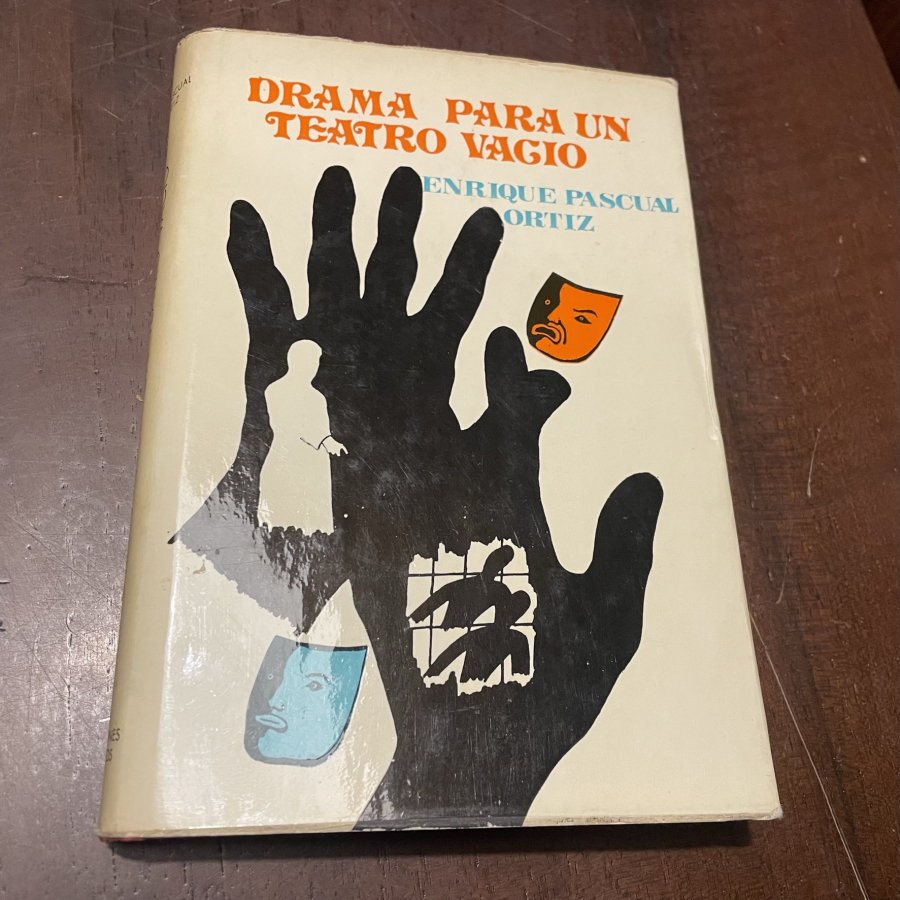 DRAMA PARA UN
TEATRO VACIO
ENRIQUE PASCUAL
ORTIZ